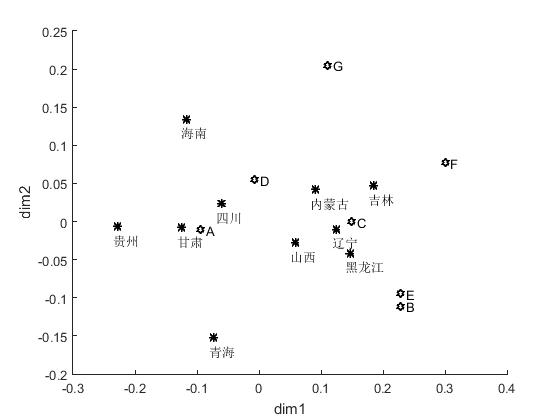 0.25
0.2
0.15
0.1
0.05
0
-0.05
-0.1
-0.15
-0.2
dim2
G
海南
F
D
内蒙古
吉林
四川
C
贵州
甘肃
A
辽宁
山西
黑龙江
E
B
青海
-0.3
-0.2
-0.1
0
0.1
0.2
0.3
0.4
dim1